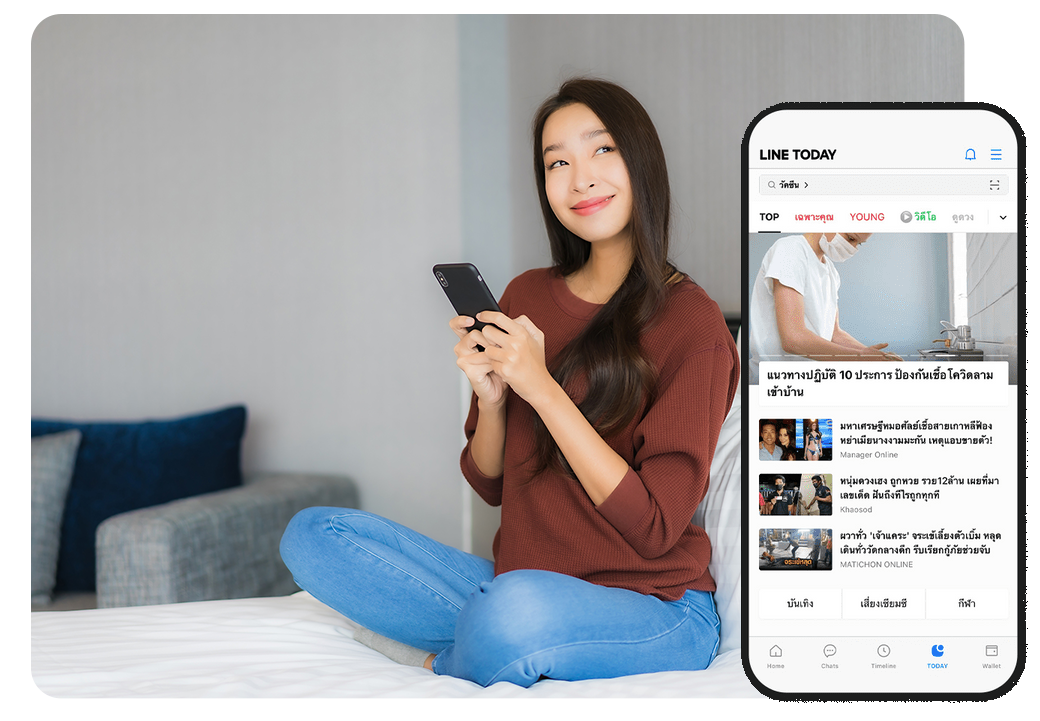 LINE TODAY
วัคซีน
TOP เฉพาะคุณ YOUNG วิดีโอ ดูดวง
แนวทางปฏิบัติ 10 ประการ ป้องกันเชื้อโควิดลาม
เข้าบ้าน
มหาเศรษฐีหมอศัลย์เชื้อสายเกาหลีฟ้อง
หย่าเมียนางงามมะกัน เหตุแอบขายตัว!
Manager Online
หนุ่มดวงเฮง ถูกหวย รวย12ล้าน เผยที่มา
เลขเด็ด ฝันถึงทีไรถูกทุกที
Khaosod
ผวาทั่ว 'เจ้าแคระ' จระเข้เลี้ยงตัวเบิ้ม หลุด
เดินทั่ววัดกลางดึก รีบเรียกกู้ภัยช่วยจับ
จระเข้หลุด
MATICHON ONLINE
บันเทิง เสี่ยงเซียมซี กีฬา
Home Chats Timeline TODAY Wallet